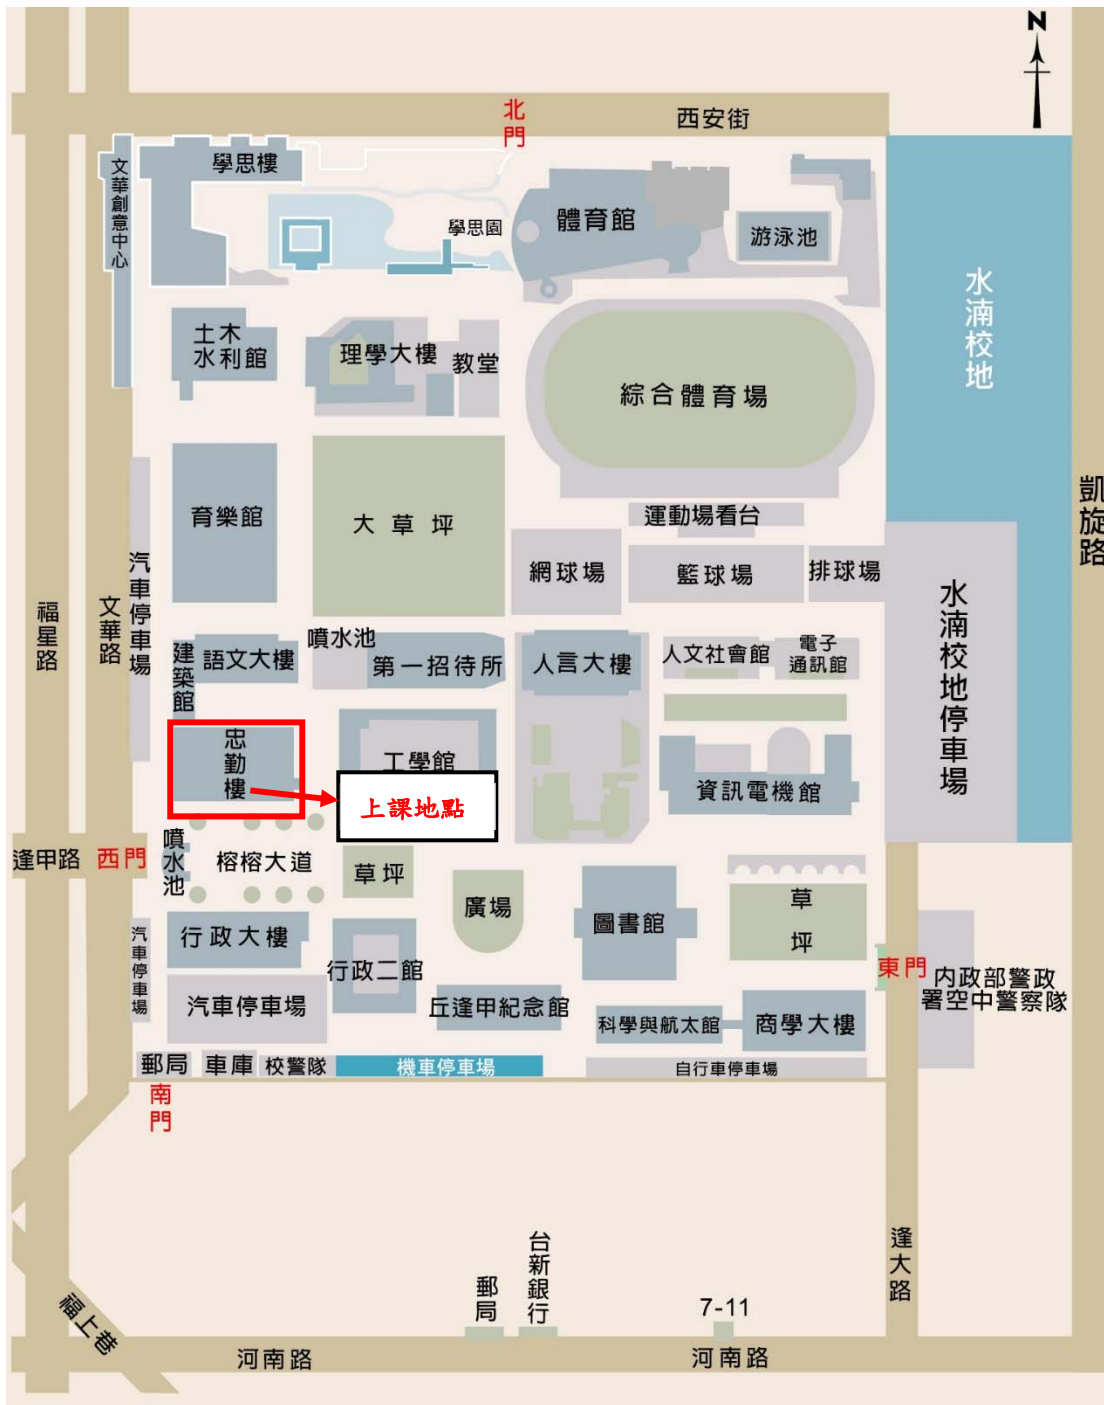 N
北門
西安街
學思樓
文華創意中心
學思園
體育館
游泳池
水湳校地
土木
水利館
理學大樓
教堂
綜合體育場
育樂館
大草坪
運動場看台
凱旋路
網球場
籃球場
排球場
汽車停車場
福星路
文華路
水湳校地停車場
建築館
語文大樓
噴水池
第一招待所
人言大樓
人文社會館
電子
通訊館
忠勤樓
工學館
上課地點
資訊電機館
逢甲路
西門
噴水池
榕榕大道
草坪
廣場
圖書館
草坪
汽車停車場
行政大樓
行政二館
東門
內政部警政
署空中警察隊
汽車停車場
丘逢甲紀念館
科學與航太館
商學大樓
郵局
車庫
校警隊
機車停車場
自行車停車場
南門
逢大路
台新銀行
郵局
7-11
福上巷
河南路
河南路